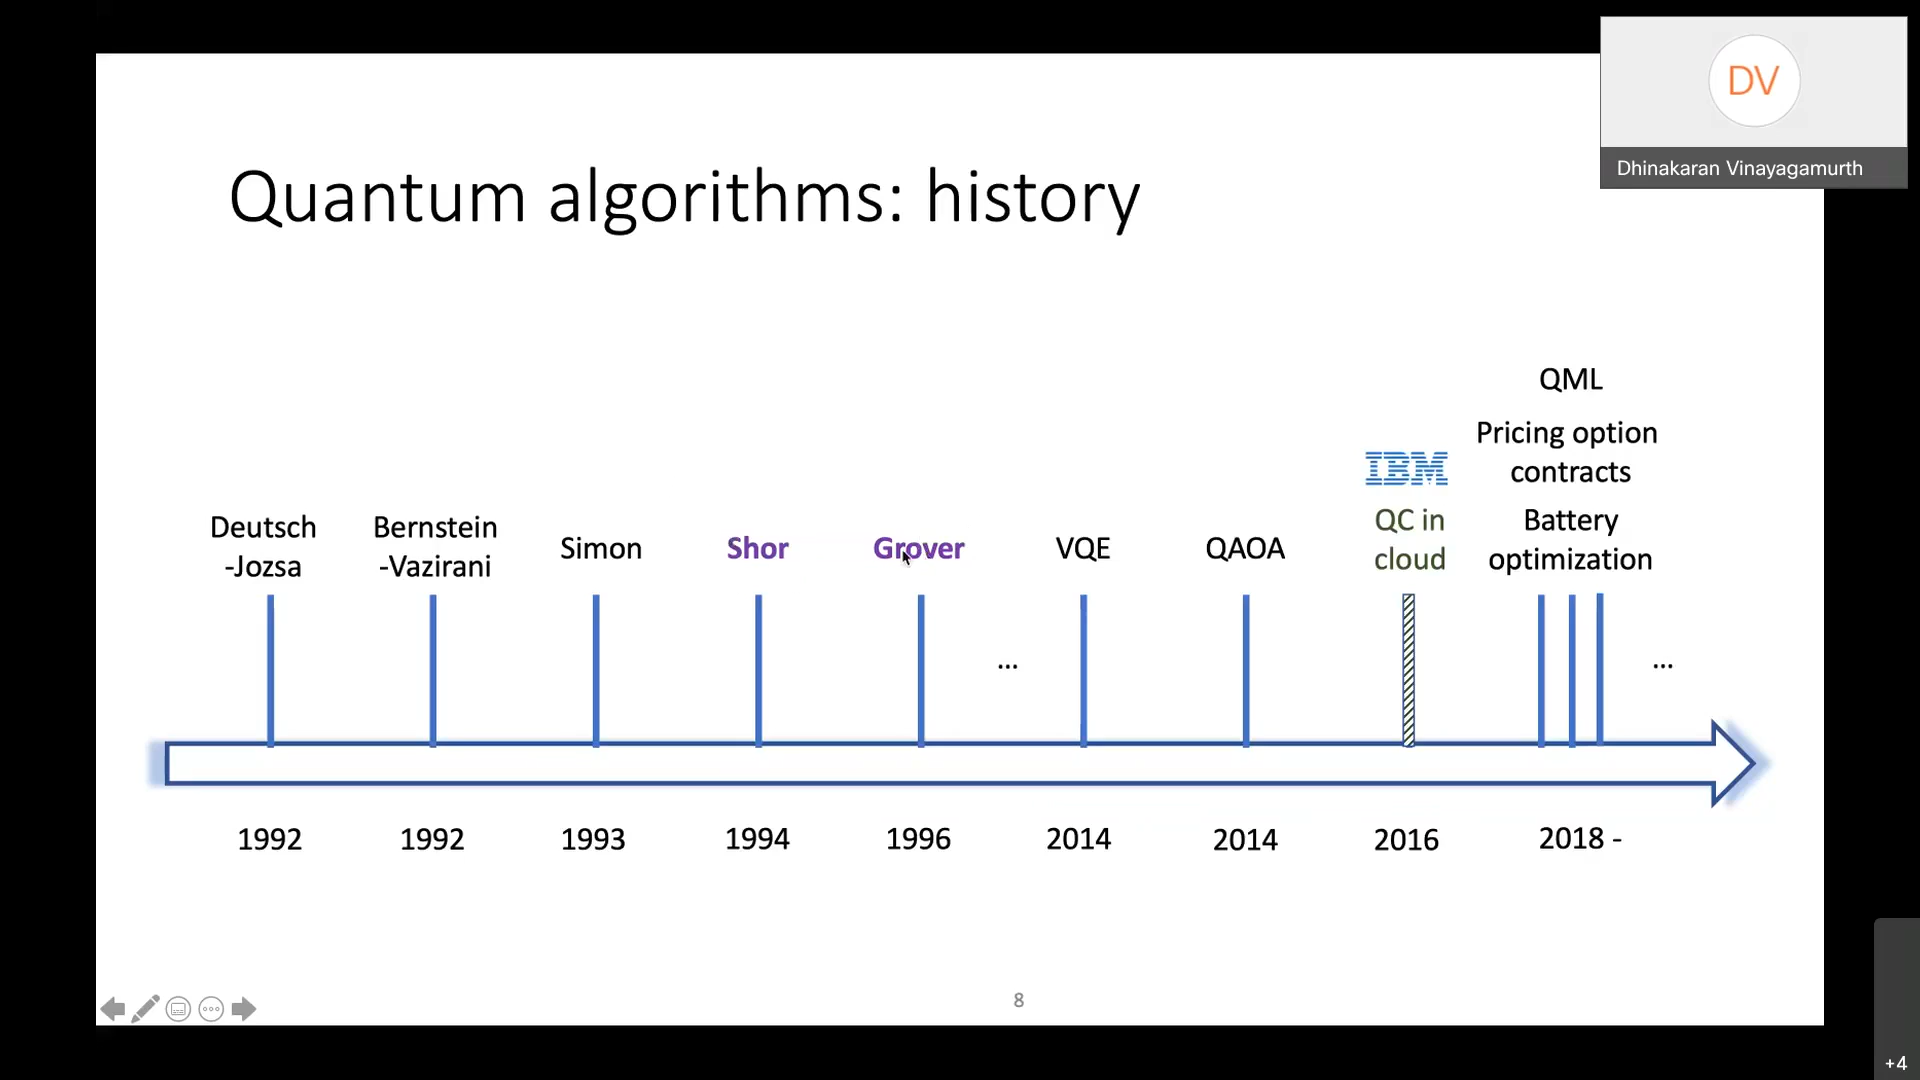 DV
Dhinakaran Vinayagamurth
Quantum algorithms: history
QML
Pricing option
contracts
IBM
Deutsch
-Jozsa
Bernstein
-Vazirani
Simon
Shor
Grover
VQE
QAOA
QC in
cloud
Battery
optimization
...
...
1992
1992
1993
1994
1996
2014
2014
2016
2018 -
8
+4